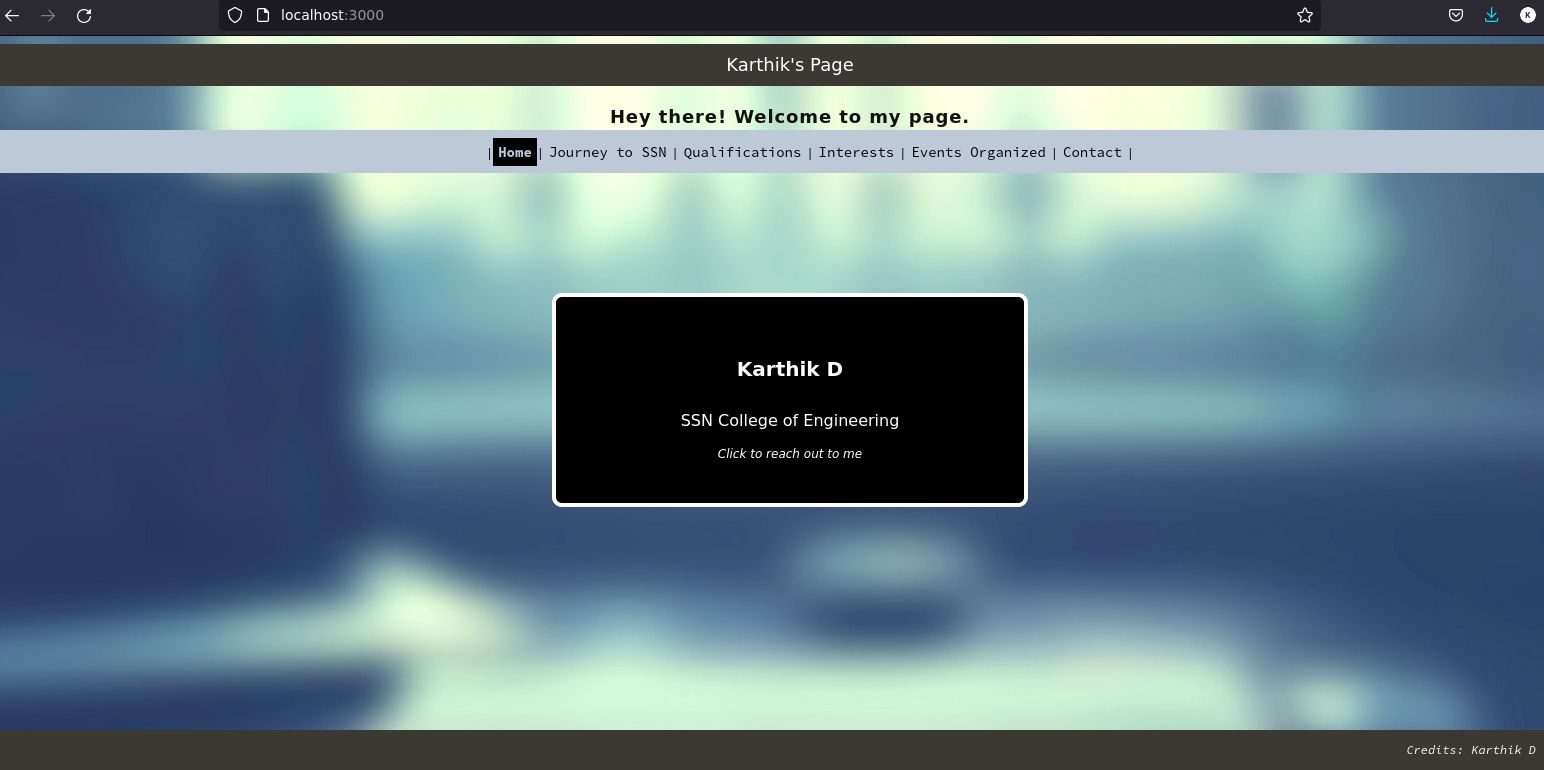 localhost:3000
K
Karthik's Page
Hey there! Welcome to my page.
| Home | Journey to SSN | Qualifications | Interests | Events Organized | Contact |
Karthik D
SSN College of Engineering
Click to reach out to me
Credits: Karthik D